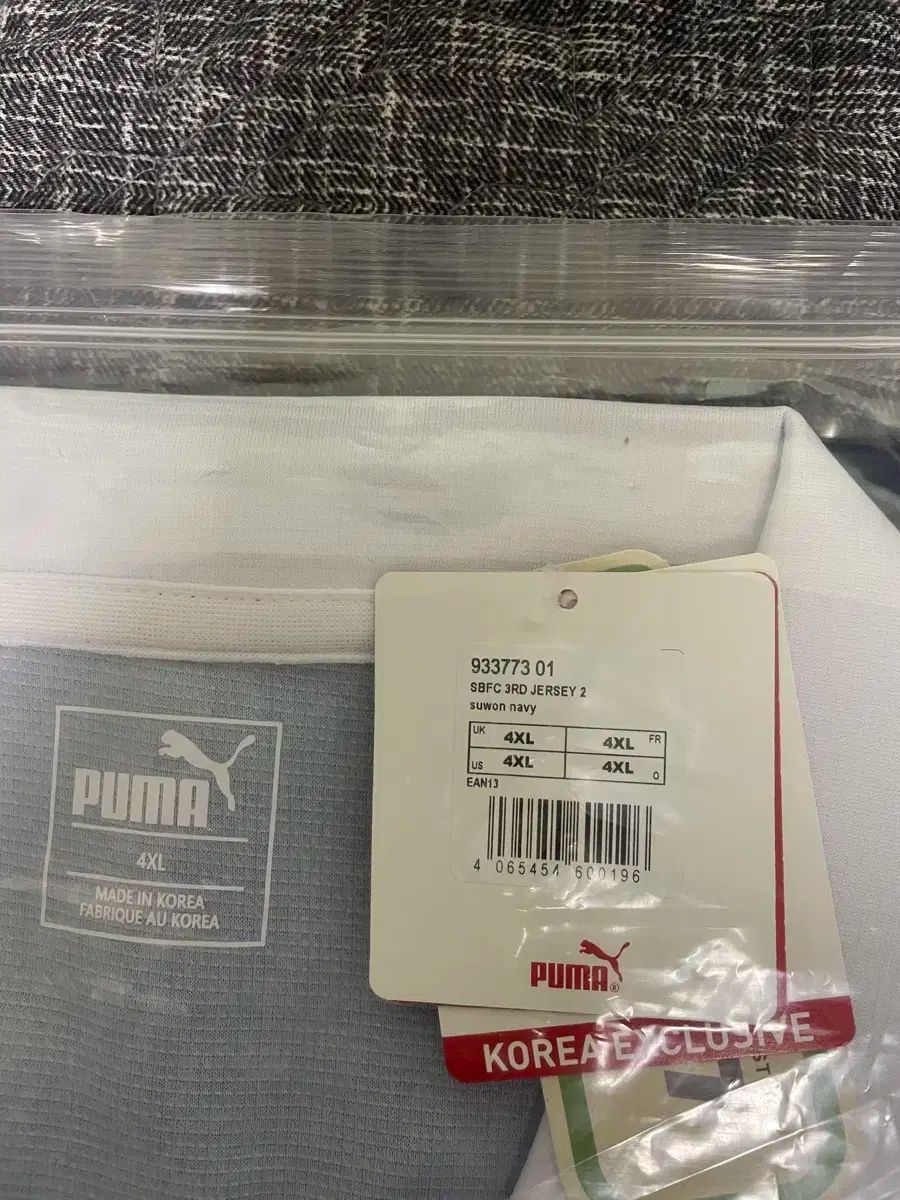 933773 01
SBFC 3RD JERSEY 2
suwon navy
UK 4XL 4XL FR
US 4XL 4XL O
EAN13
4 065454 600196
PUMA®
KOREA EXCLUSIVE
PUMA
4XL
MADE IN KOREA
FABRIQUE AU KOREA